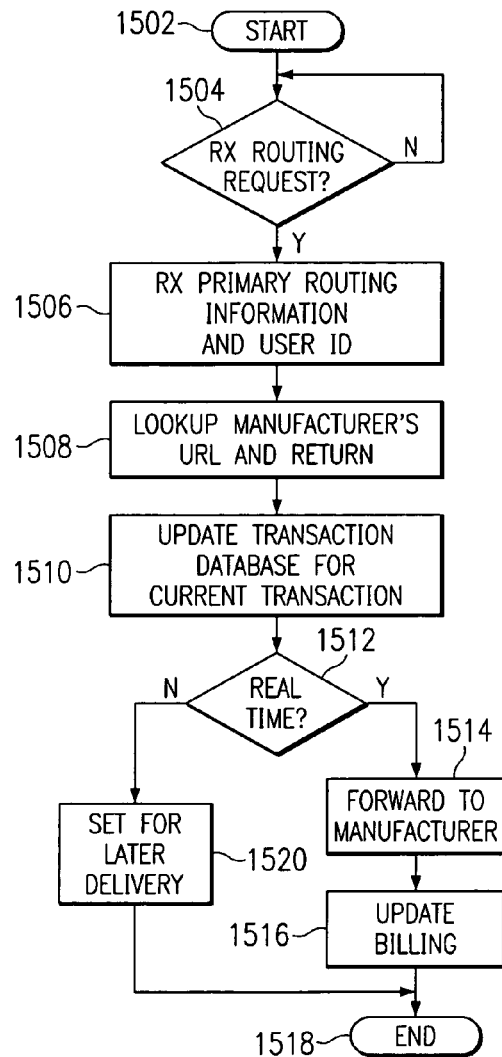 1502
START
1504
RX ROUTING
REQUEST?
N
Y
1506
RX PRIMARY ROUTING
INFORMATION
AND USER ID
1508
LOOKUP MANUFACTURER'S
URL AND RETURN
1510
UPDATE TRANSACTION
DATABASE FOR
CURRENT TRANSACTION
1512
N
REAL
TIME?
Y
1514
FORWARD TO
MANUFACTURER
SET FOR
LATER
DELIVERY
1520
1516
UPDATE
BILLING
1518
END